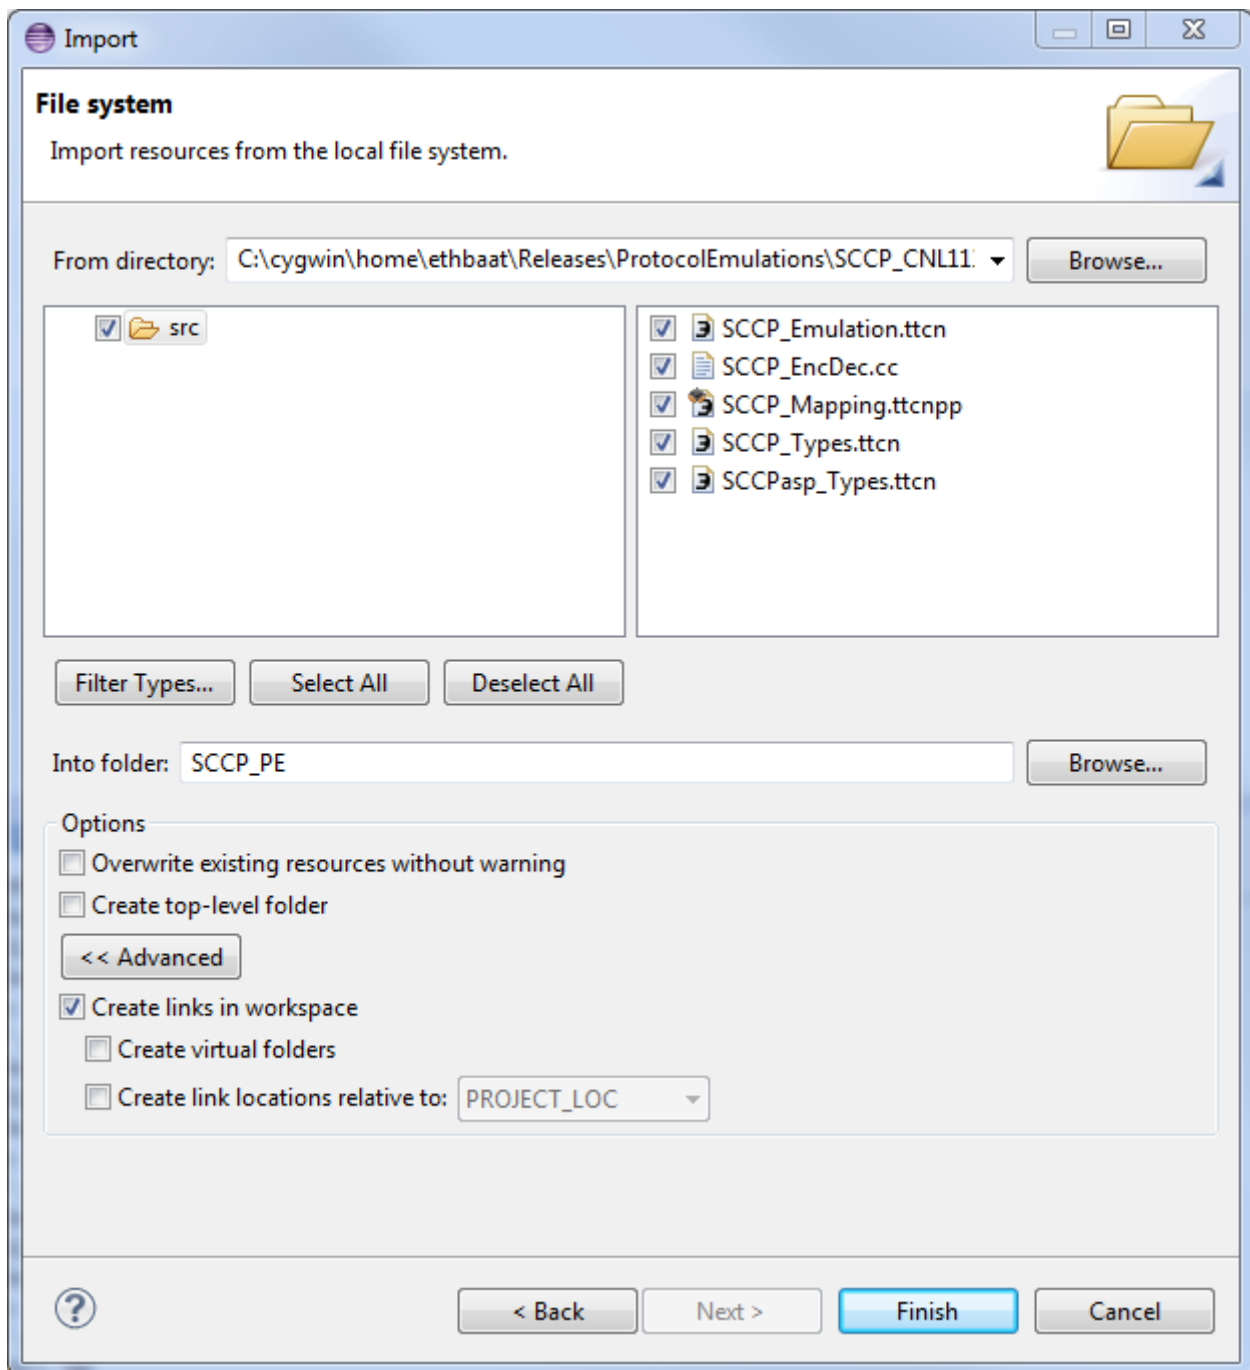 Import
File system
Import resources from the local file system.
From directory: C:\cygwin\home\ethbaat\Releases\ProtocolEmulations\SCCP_CNL11 Browse...
src
SCCP_Emulation.ttcn
SCCP_EncDec.cc
SCCP_Mapping.ttcnpp
SCCP_Types.ttcn
SCCPasp_Types.ttcn
Filter Types... Select All Deselect All
Into folder: SCCP_PE Browse...
Options
Overwrite existing resources without warning
Create top-level folder
<< Advanced
Create links in workspace
Create virtual folders
Create link locations relative to: PROJECT_LOC
? < Back Next > Finish Cancel